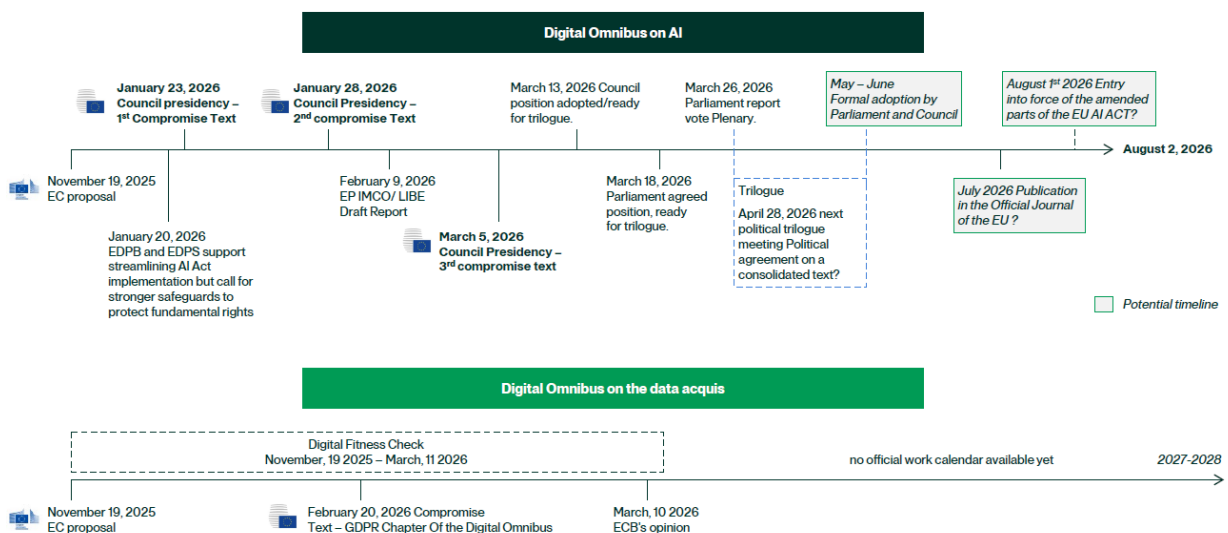 Digital Omnibus on AI
January 23, 2026
Council presidency –
1st Compromise Text
January 28, 2026
Council Presidency –
2nd compromise Text
March 13, 2026 Council
position adopted/ready
for trilogue.
March 26, 2026
Parliament report
vote Plenary.
May – June
Formal adoption by
Parliament and Council
August 1st 2026 Entry
into force of the amended
parts of the EU AI ACT?
August 2, 2026
November 19, 2025
EC proposal
January 20, 2026
EDPB and EDPS support
streamlining AI Act
implementation but call for
stronger safeguards to
protect fundamental rights
February 9, 2026
EP IMCO/ LIBE
Draft Report
March 5, 2026
Council Presidency –
3rd compromise text
March 18, 2026
Parliament agreed
position, ready
for trilogue.
Trilogue
April 28, 2026 next
political trilogue
meeting Political
agreement on a
consolidated text?
July 2026 Publication
in the Official Journal
of the EU ?
Potential timeline
Digital Omnibus on the data acquis
Digital Fitness Check
November, 19 2025 – March, 11 2026
no official work calendar available yet
2027-2028
November 19, 2025
EC proposal
February 20, 2026 Compromise
Text – GDPR Chapter Of the Digital Omnibus
March, 10 2026
ECB's opinion